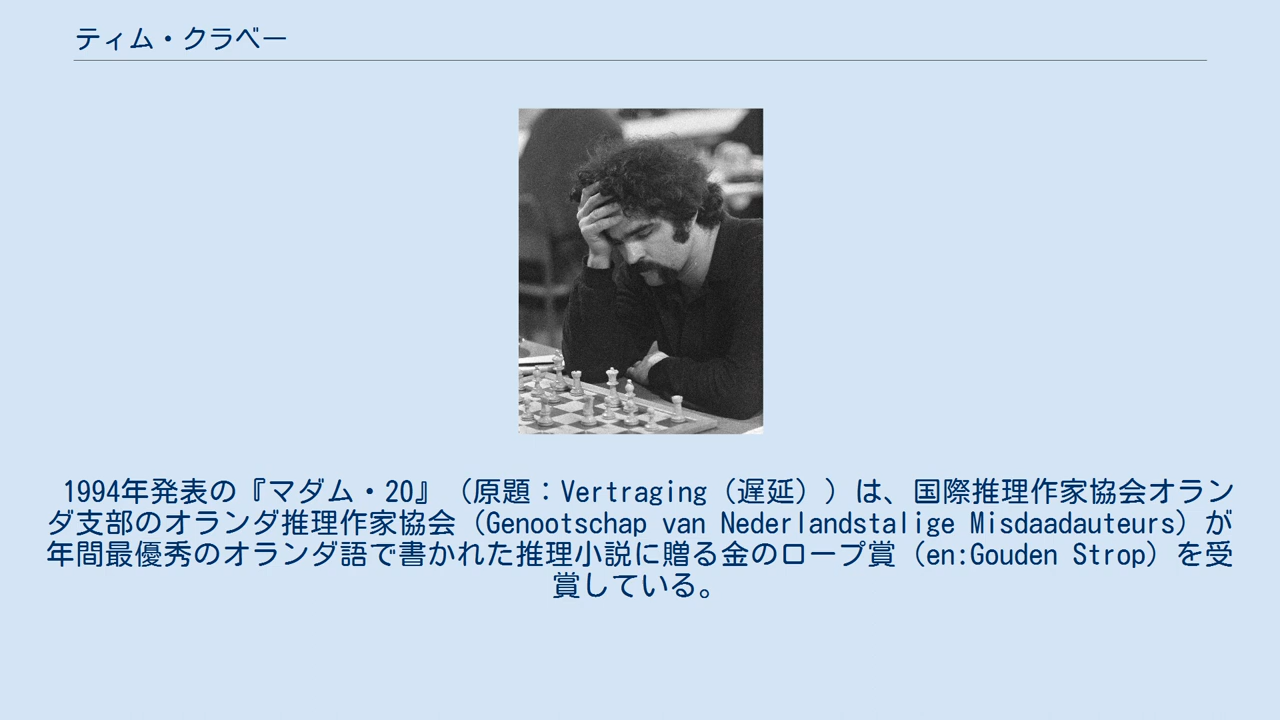 ティム・クラベー
1994年発表の『マダム・20』（原題：Vertraging（遅延））は、国際推理作家協会オラン
ダ支部のオランダ推理作家協会（Genootschap van Nederlandstalige Misdaadauteurs）が
年間最優秀のオランダ語で書かれた推理小説に贈る金のロープ賞（en:Gouden Strop）を受
賞している。